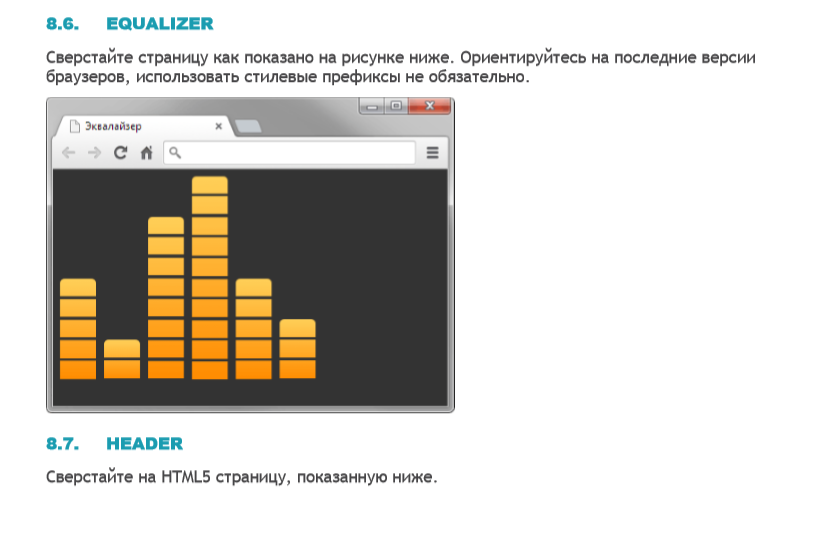 8.6. EQUALIZER
Сверстайте страницу как показано на рисунке ниже. Ориентируйтесь на последние версии
браузеров, использовать стилевые префиксы не обязательно.
Эквалайзер
8.7. HEADER
Сверстайте на HTML5 страницу, показанную ниже.